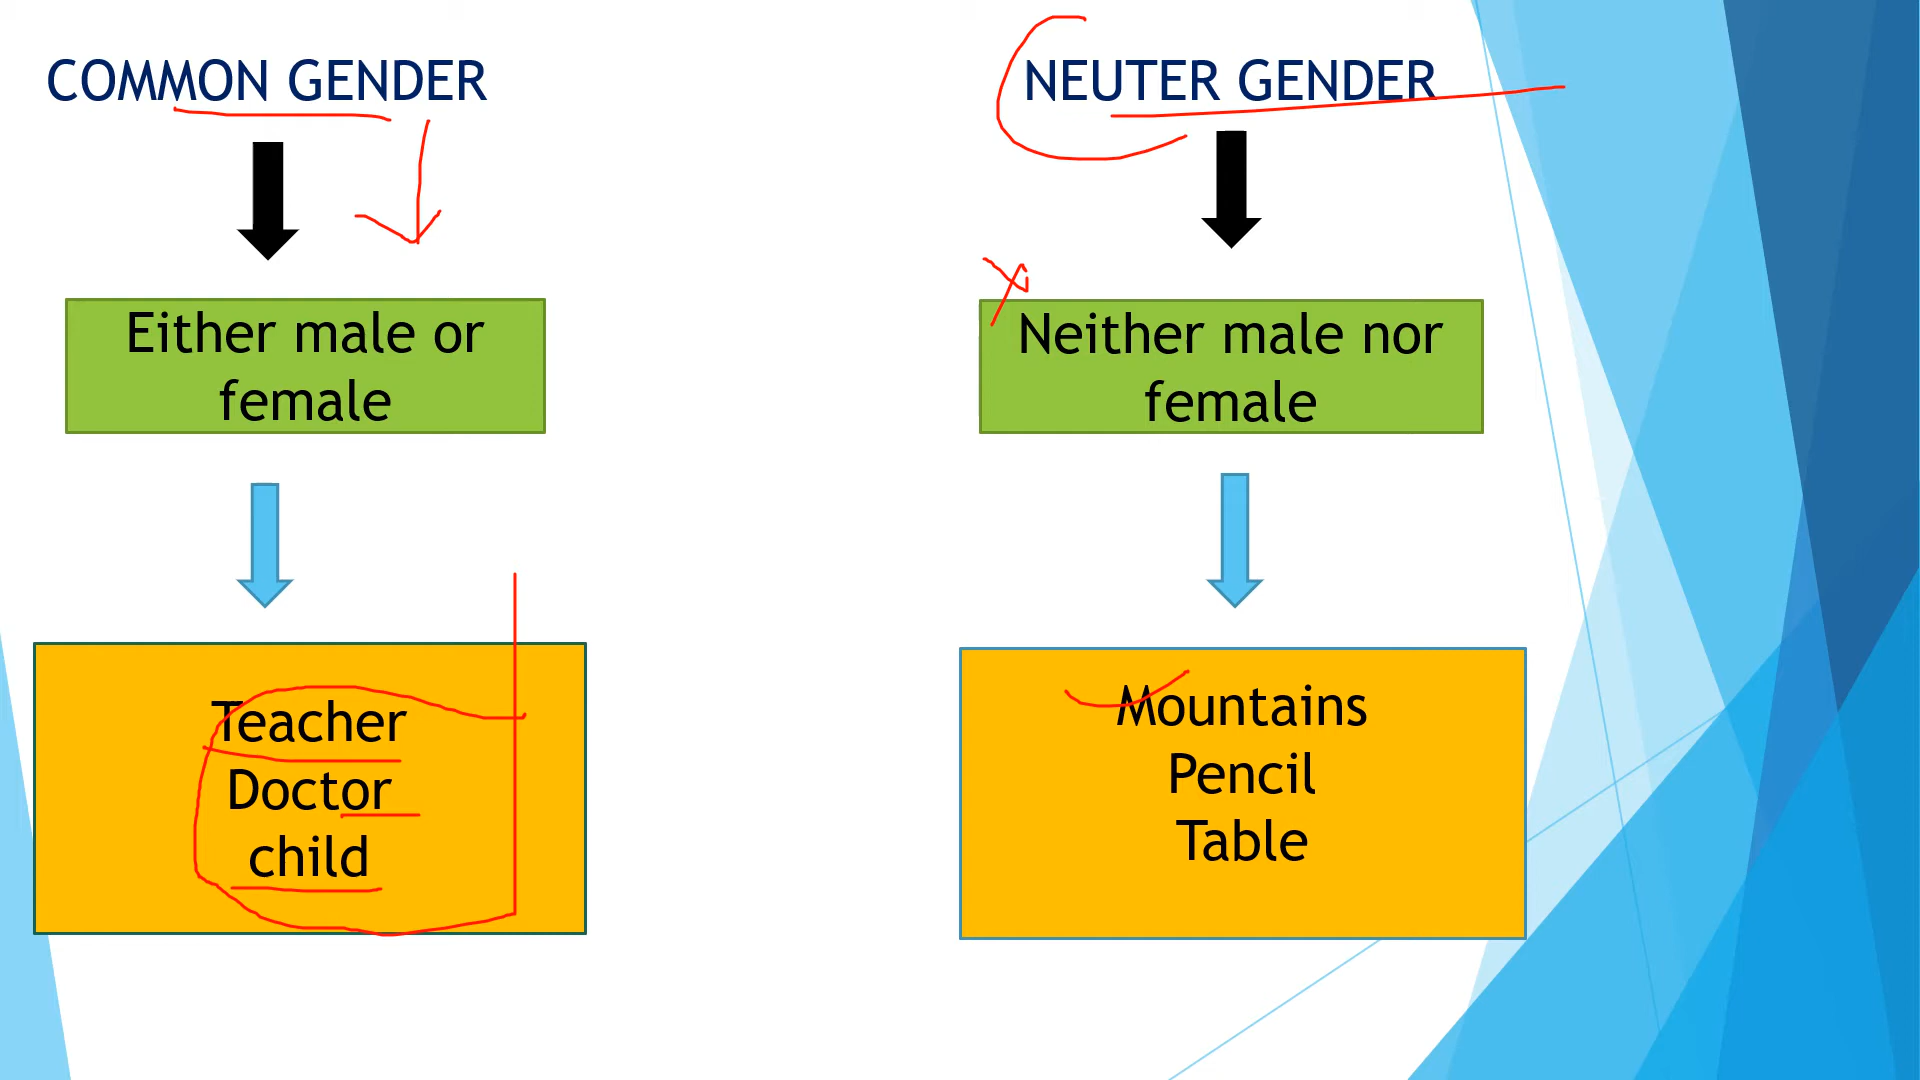 COMMON GENDER
Either male or
female
Teacher
Doctor
child
NEUTER GENDER
Neither male nor
female
Mountains
Pencil
Table